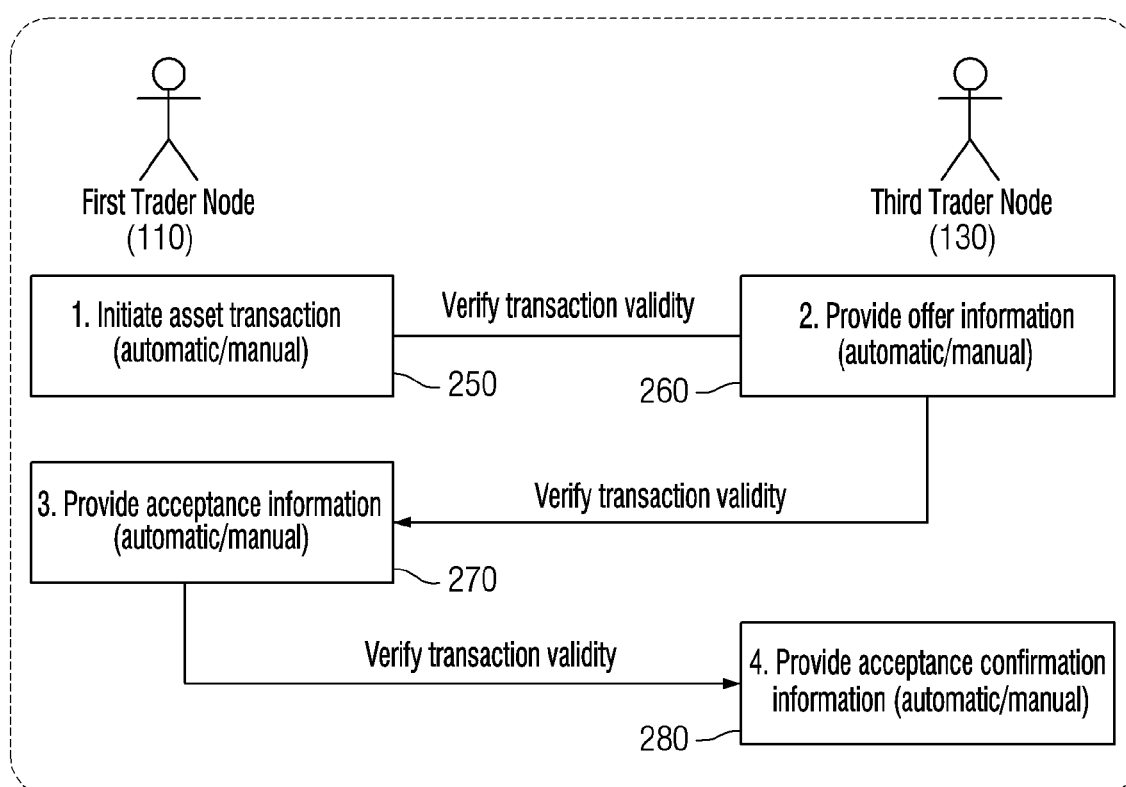 First Trader Node
(110)
Third Trader Node
(130)
1. Initiate asset transaction
(automatic/manual)
250
Verify transaction validity
2. Provide offer information
(automatic/manual)
260
3. Provide acceptance information
(automatic/manual)
270
Verify transaction validity
Verify transaction validity
4. Provide acceptance confirmation
information (automatic/manual)
280